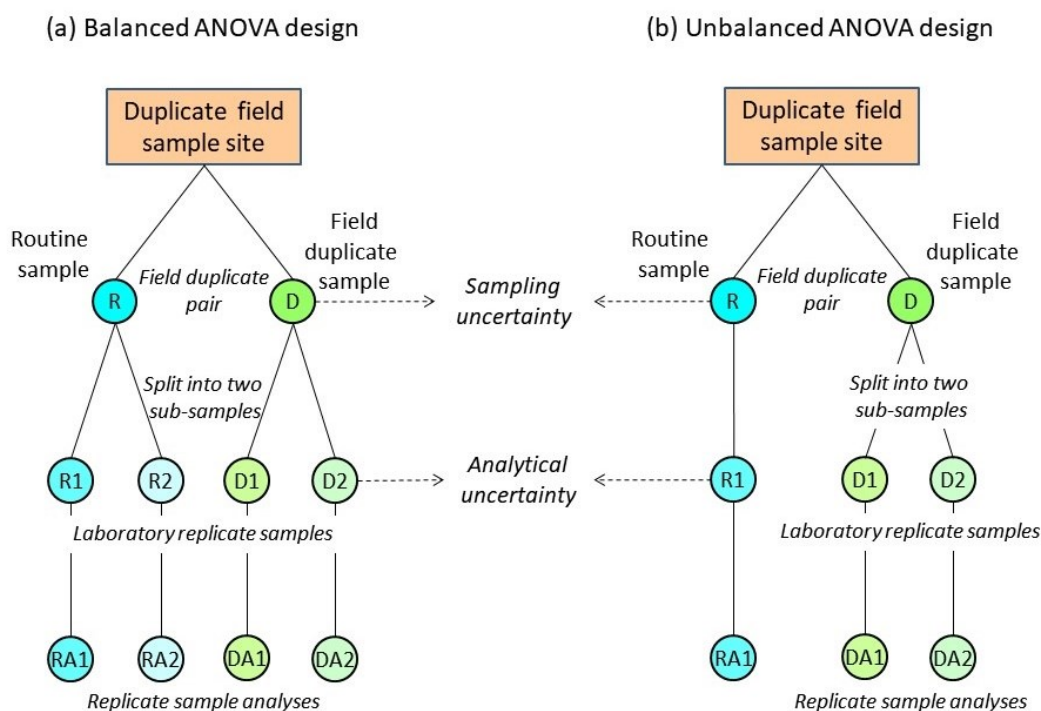 (a) Balanced ANOVA design
Duplicate field
sample site
Routine
sample
Field
duplicate
sample
Field duplicate
pair
R
D
Split into two
sub-samples
R1
R2
D1
D2
Laboratory replicate samples
RA1
RA2
DA1
DA2
Replicate sample analyses
Sampling
uncertainty
Analytical
uncertainty
(b) Unbalanced ANOVA design
Duplicate field
sample site
Routine
sample
Field
duplicate
sample
Field duplicate
pair
R
D
Split into two
sub-samples
R1
D1
D2
Laboratory replicate samples
RA1
DA1
DA2
Replicate sample analyses